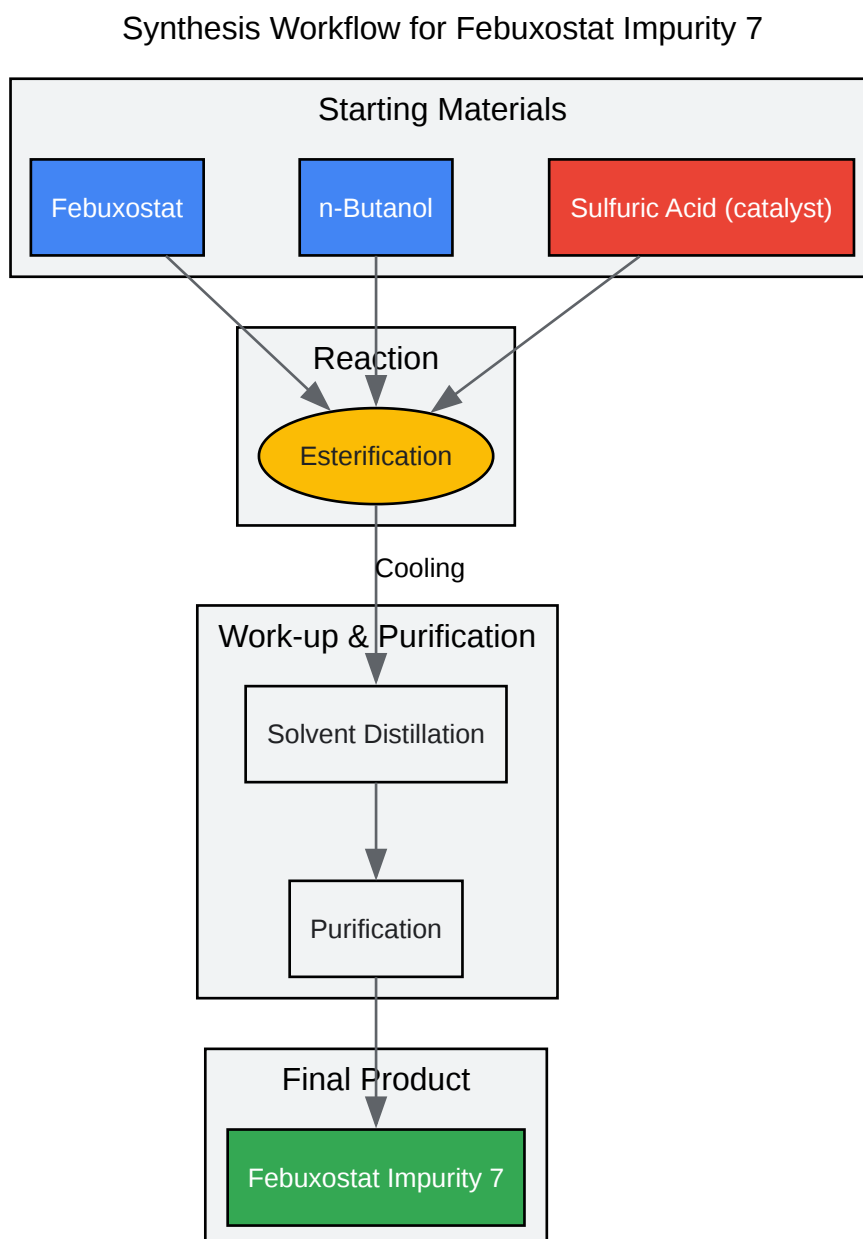 Synthesis Workflow for Febuxostat Impurity 7
Starting Materials
Febuxostat
n-Butanol
Sulfuric Acid (catalyst)
Reaction
Esterification
Cooling
Work-up & Purification
Solvent Distillation
Purification
Final Product
Febuxostat Impurity 7